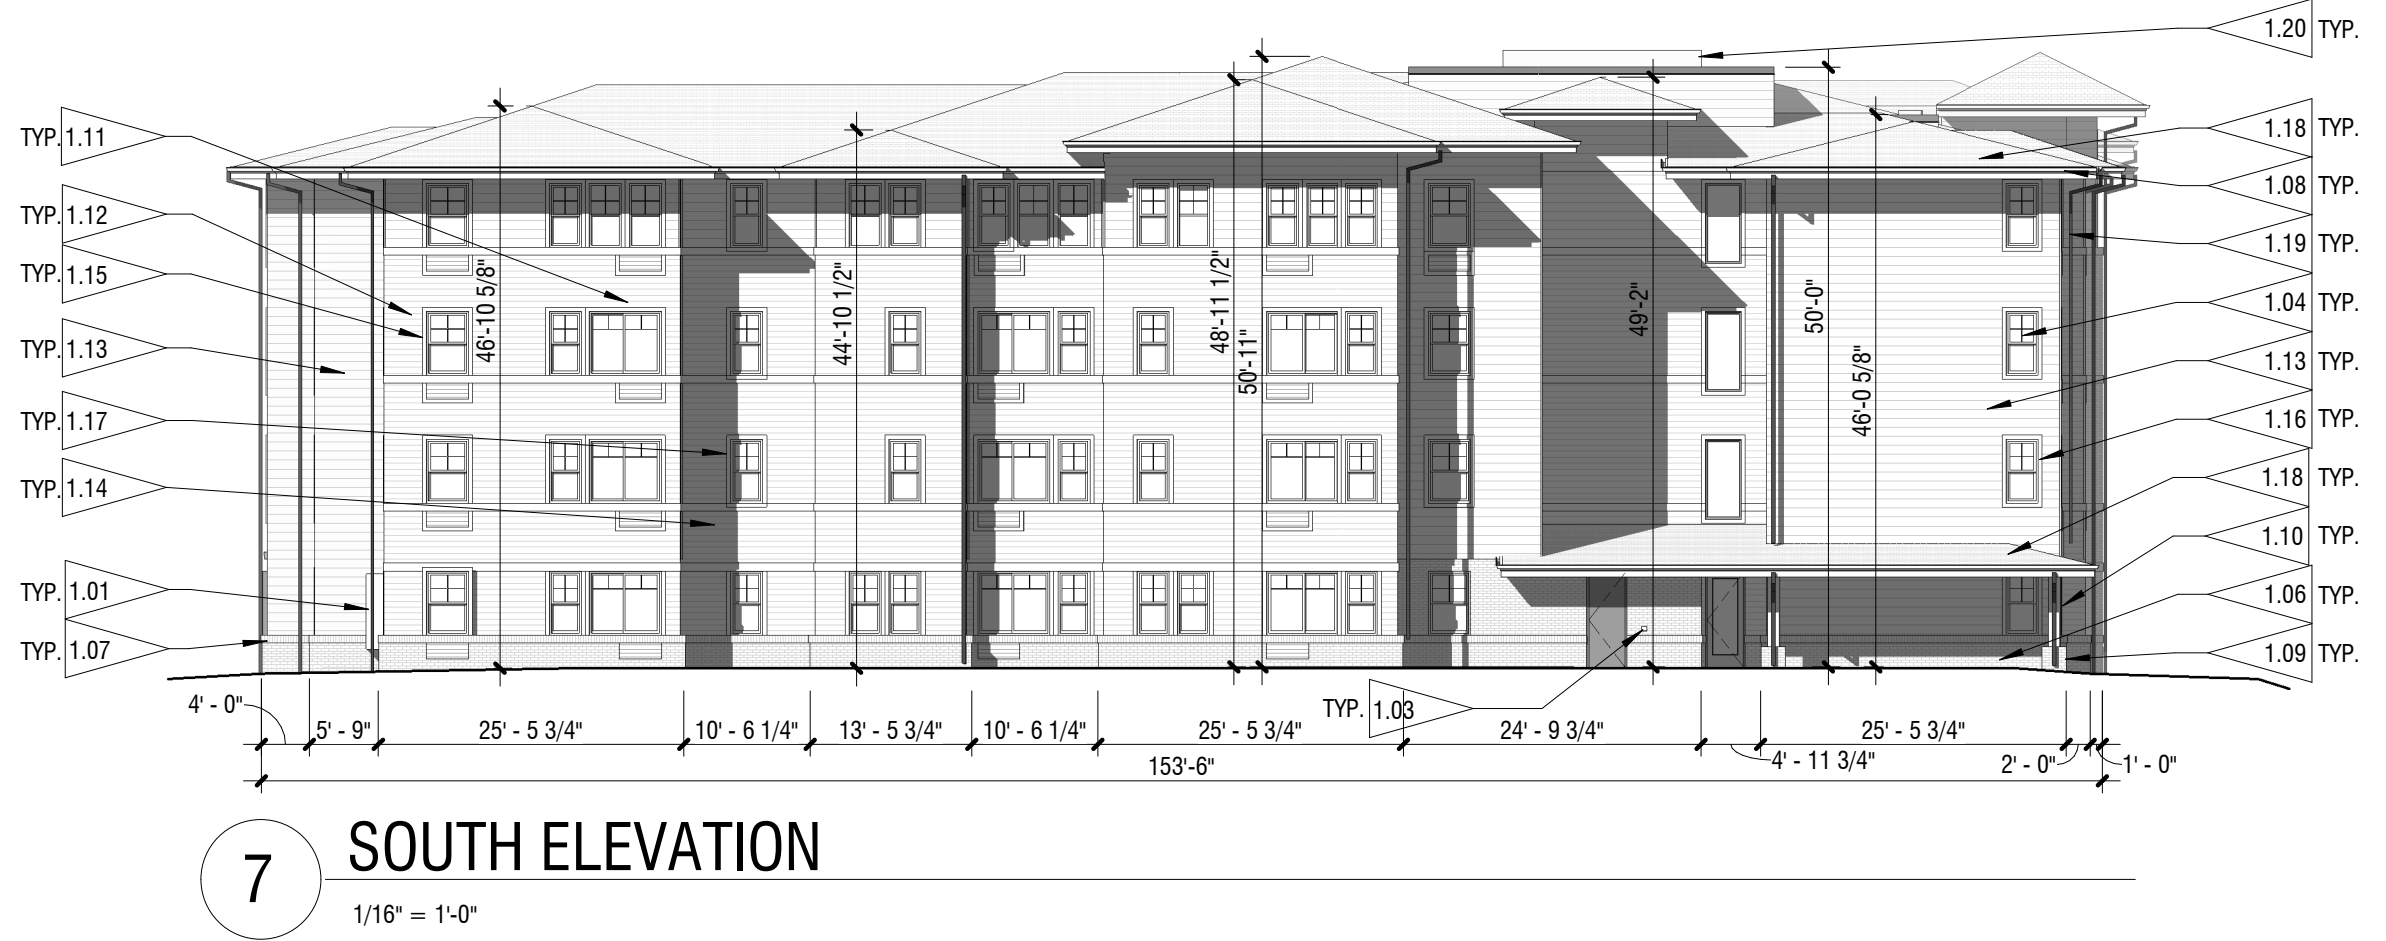 1.20 TYP.
TYP. 1.11
1.18 TYP.
1.08 TYP.
TYP. 1.12
1.19 TYP.
TYP. 1.15
1.04 TYP.
TYP. 1.13
1.13 TYP.
TYP. 1.17
1.16 TYP.
TYP. 1.14
1.18 TYP.
1.10 TYP.
TYP. 1.01
1.06 TYP.
TYP. 1.07
1.09 TYP.
46'-10 5/8"
44'-10 1/2"
48'-11 1/2"
50'-11"
49'-2"
50'-0"
46'-0 5/8"
TYP. 1.03
4' - 0"
5' - 9"
25' - 5 3/4"
10' - 6 1/4"
13' - 5 3/4"
10' - 6 1/4"
25' - 5 3/4"
24' - 9 3/4"
4' - 11 3/4"
25' - 5 3/4"
2' - 0"
1' - 0"
153'-6"
7
SOUTH ELEVATION
1/16" = 1'-0"